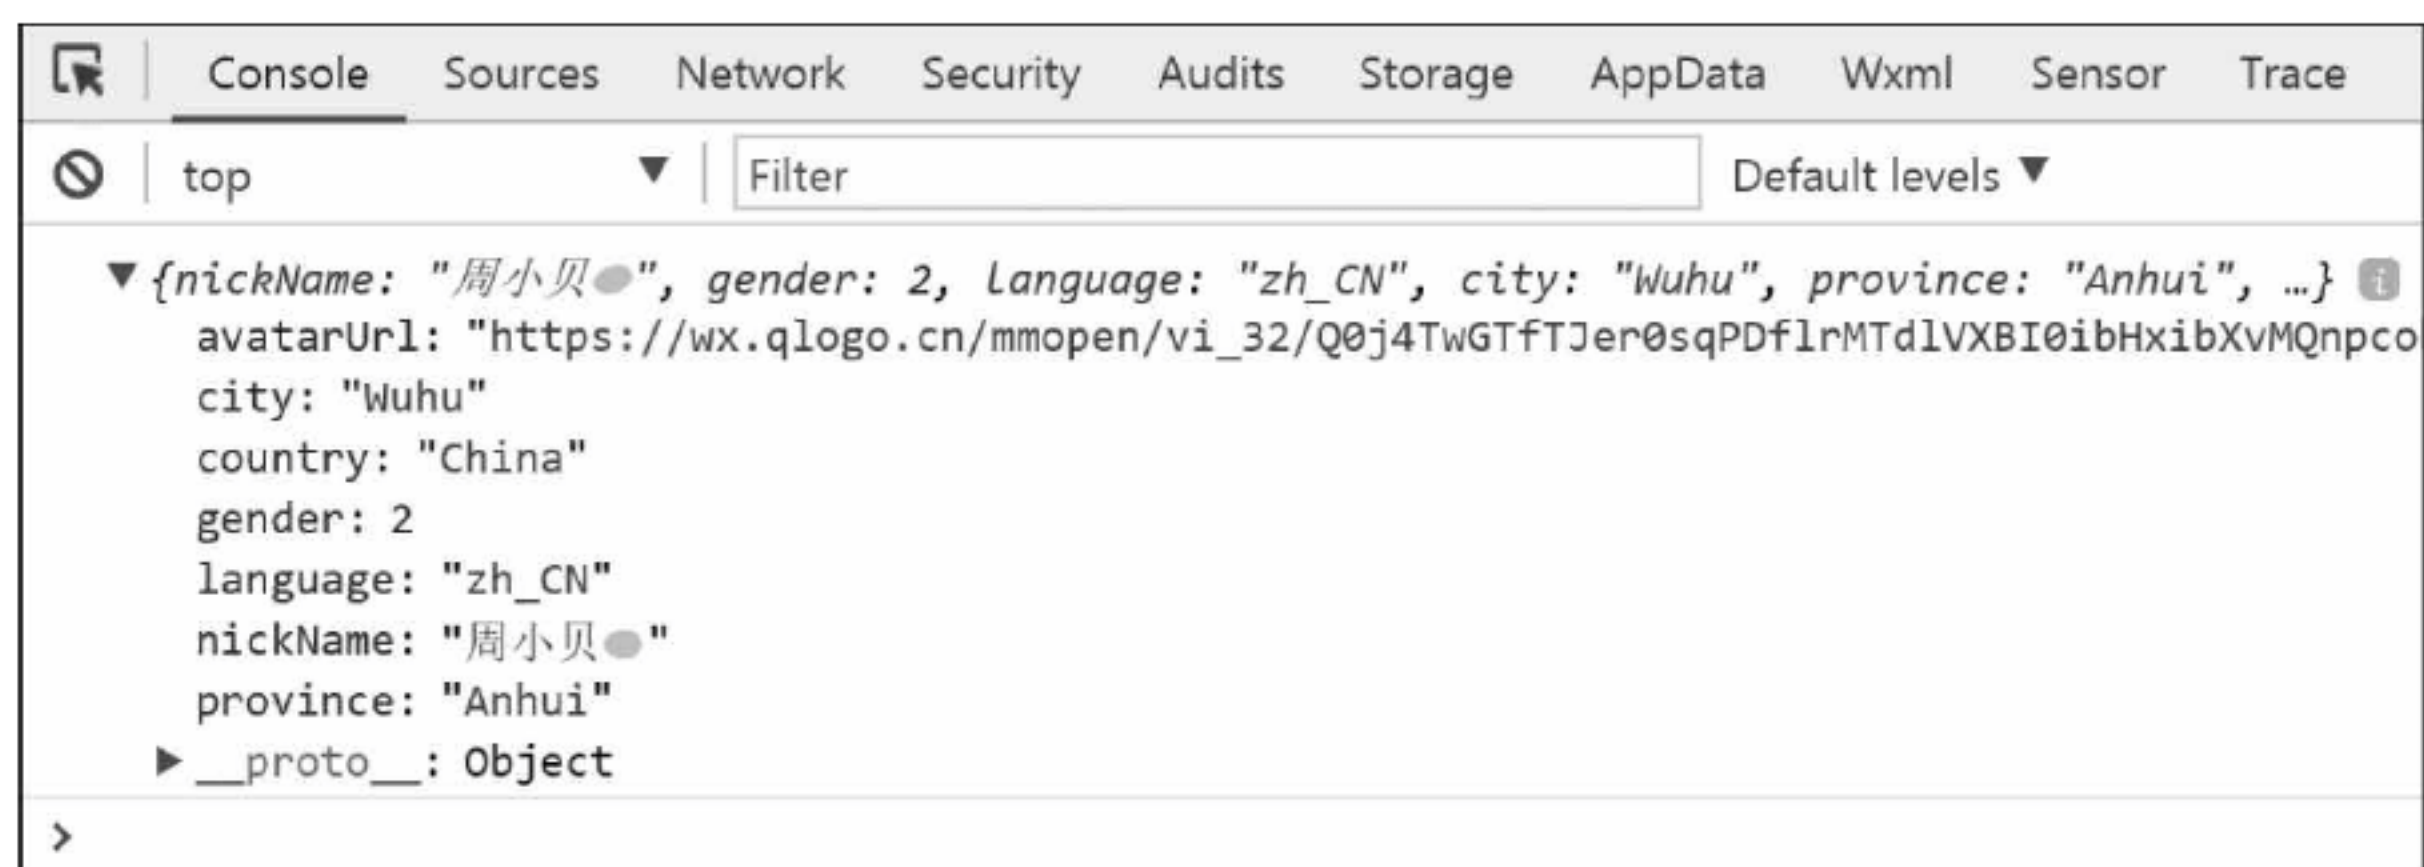 Console Sources Network Security Audits Storage AppData Wxml Sensor Trace
top Filter Default levels
{nickName: "周小贝", gender: 2, language: "zh_CN", city: "Wuhu", province: "Anhui", …} i
avatarUrl: "https://wx.qlogo.cn/mmopen/vi_32/Q0j4TwGTfTJer0sqPDflrMTdlVXBI0ibHxibXvMQnpco
city: "Wuhu"
country: "China"
gender: 2
language: "zh_CN"
nickName: "周小贝"
province: "Anhui"
__proto__: Object
>